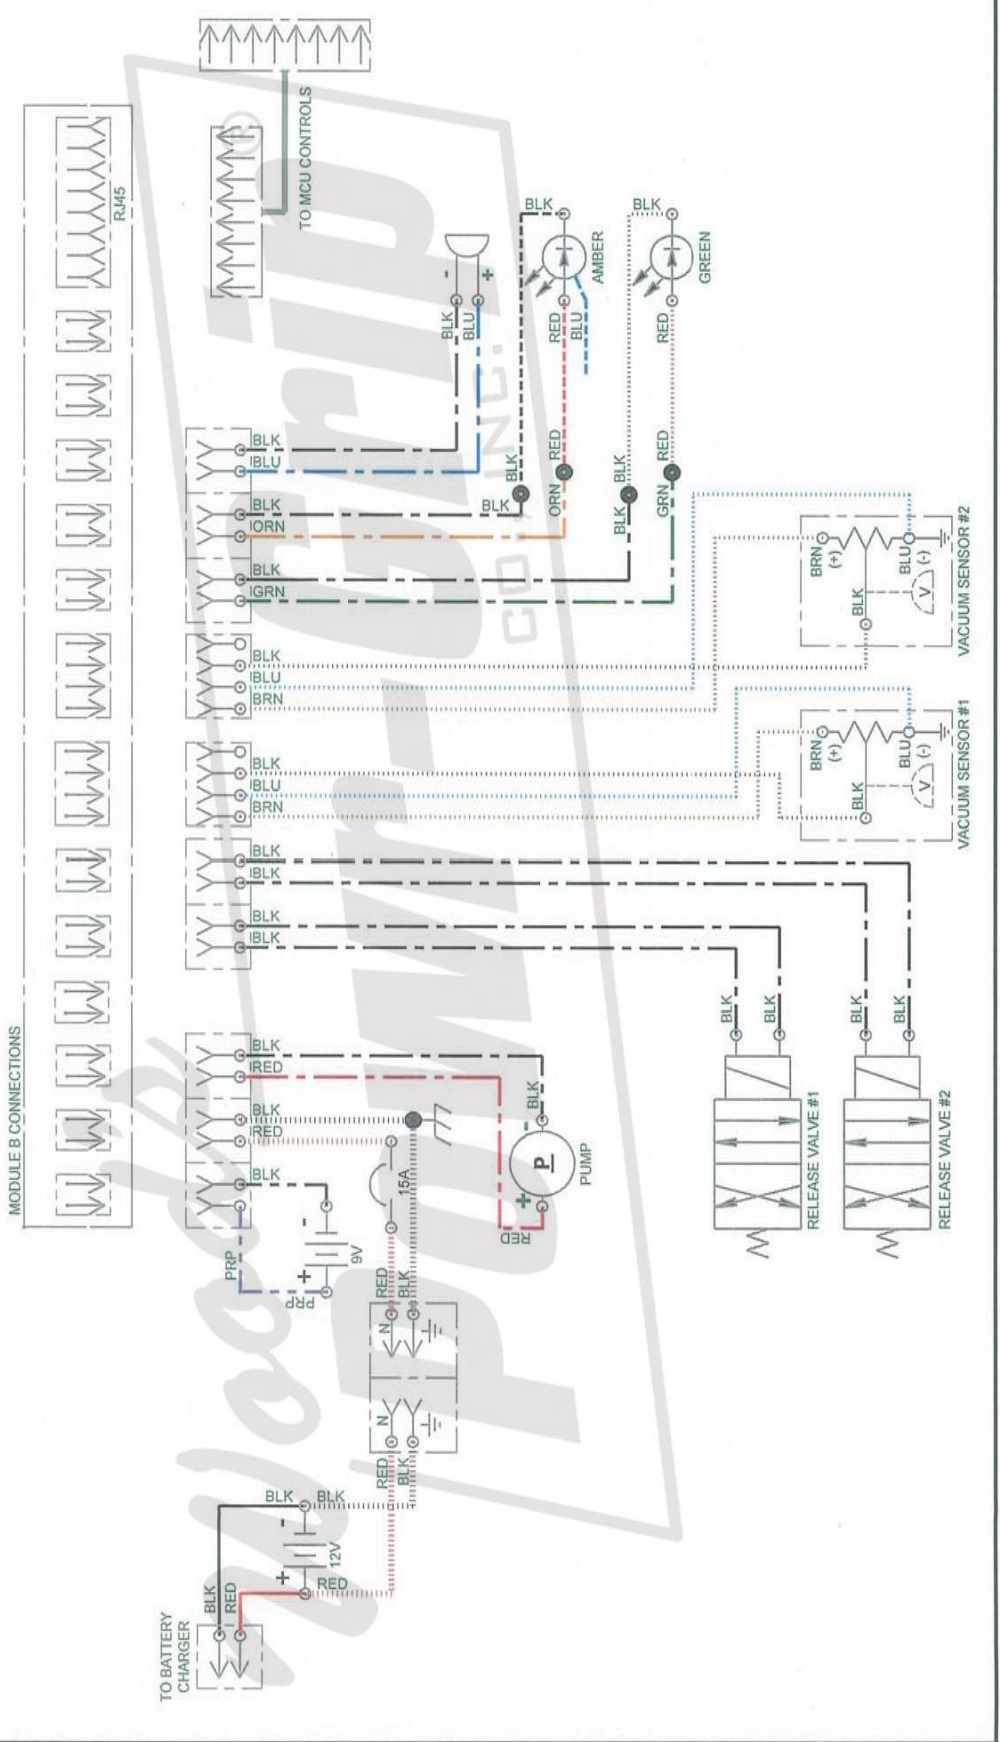 MODULE B CONNECTIONS
RJ45
TO MCU CONTROLS
Wood's
Powr-Grip®
CO., INC.
BLK
BLU
-
+
BLK
BLU
BLK
ORN
BLK
BLK
BLK
ORN
RED
RED
BLU
AMBER
BLK
GRN
BLK
BLK
BLK
GRN
RED
RED
GREEN
BLK
BLU
BRN
BRN
(+)
BLU
(-)
BLK
V
VACUUM SENSOR #2
BLK
BLU
BRN
BRN
(+)
BLU
(-)
BLK
V
VACUUM SENSOR #1
BLK
BLK
BLK
BLK
BLK
BLK
RELEASE VALVE #1
BLK
BLK
RELEASE VALVE #2
BLK
RED
BLK
-
P
+
RED
PUMP
BLK
RED
15A
BLK
PRP
PRP
-
+
9V
RED
BLK
N
N
RED
BLK
BLK
BLK
-
+
12V
RED
BLK
RED
TO BATTERY
CHARGER